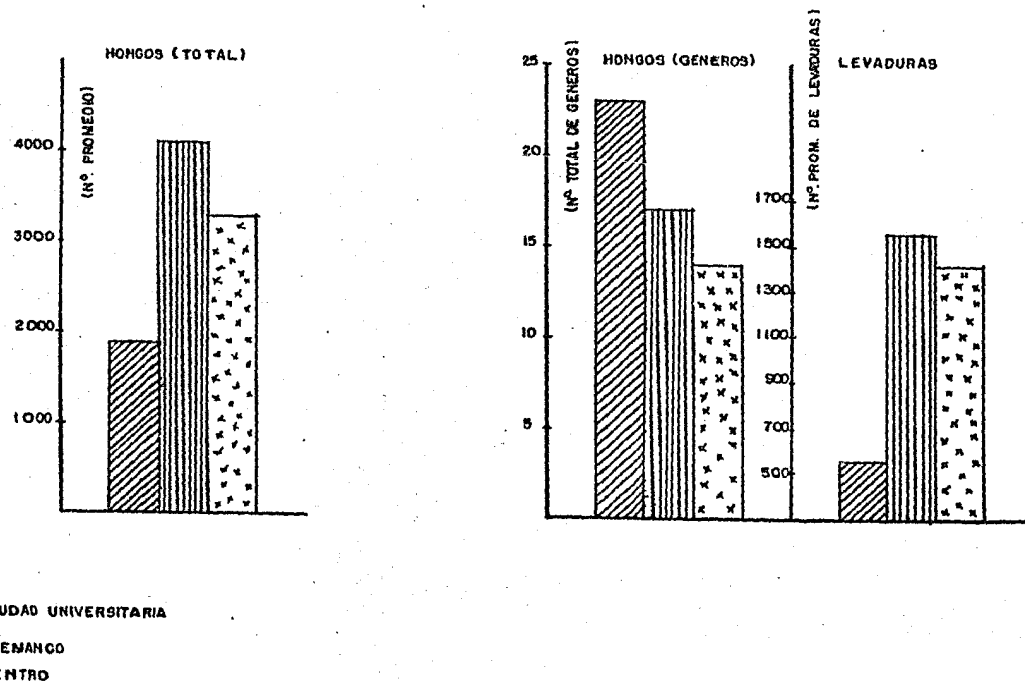 HONGOS (TOTAL)
(Nº PROMEDIO)
4000
3000
2000
1000
HONGOS (GENEROS)
(Nº TOTAL DE GENEROS)
25
20
15
10
5
LEVADURAS
(Nº. PROM. DE LEVADURAS)
1700
1500
1300
1100
900
700
500
UDAD UNIVERSITARIA
EMANCO
ENTRO